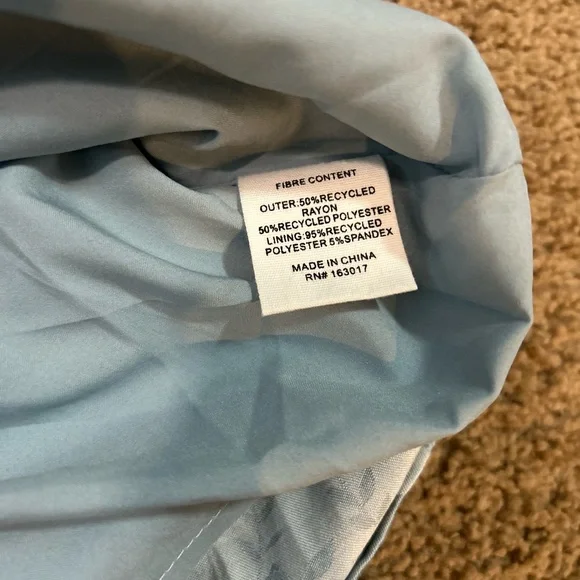 FIBRE CONTENT
OUTER:50%RECYCLED
RAYON
50%RECYCLED POLYESTER
LINING:95%RECYCLED
POLYESTER 5%SPANDEX
MADE IN CHINA
RN# 163017